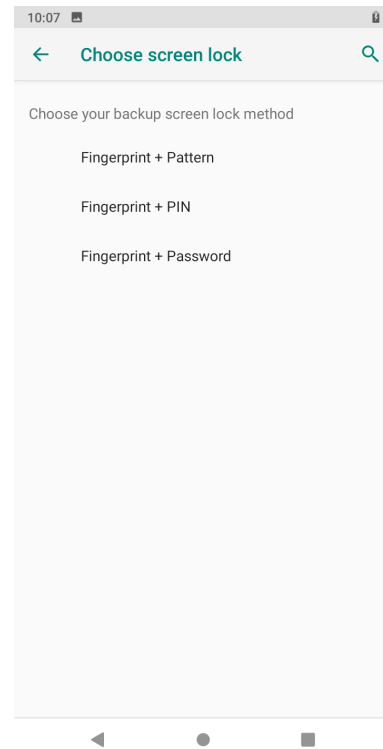 10:07
Choose screen lock
Choose your backup screen lock method
Fingerprint + Pattern
Fingerprint + PIN
Fingerprint + Password